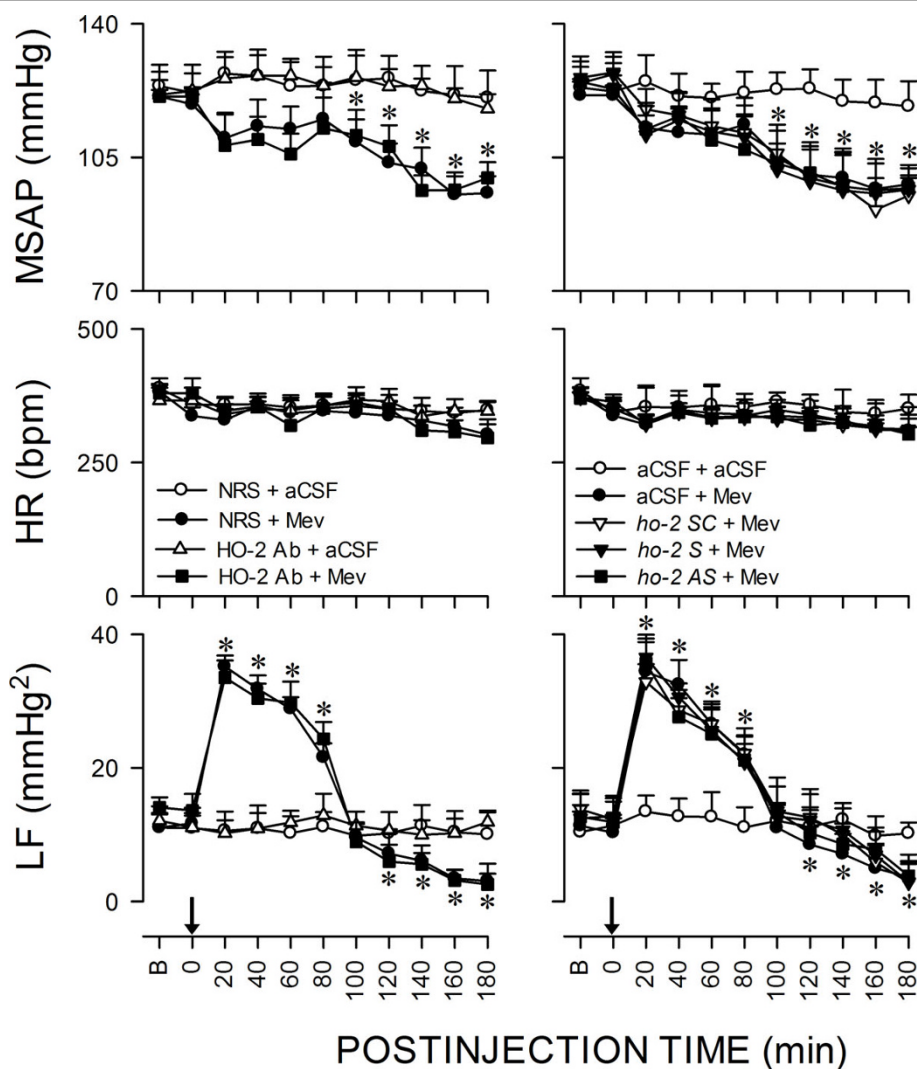 MSAP (mmHg)
140
105
70
* * * * *
* * * * *
HR (bpm)
500
250
0
NRS + aCSF
NRS + Mev
HO-2 Ab + aCSF
HO-2 Ab + Mev
aCSF + aCSF
aCSF + Mev
ho-2 SC + Mev
ho-2 S + Mev
ho-2 AS + Mev
LF (mmHg²)
40
20
0
* * * *
* * * *
* * * *
* * * *
B 0 20 40 60 80 100 120 140 160 180
B 0 20 40 60 80 100 120 140 160 180
POSTINJECTION TIME (min)